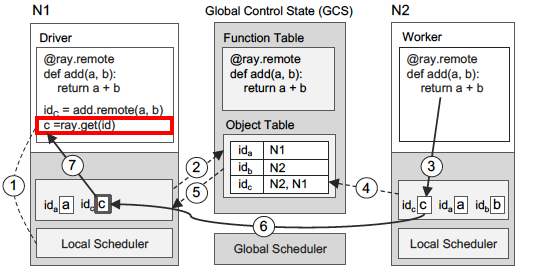 N1
Global Control State (GCS)
N2
Driver
@ray.remote
def add(a, b):
return a + b
idc = add.remote(a, b)
c =ray.get(id)
Function Table
@ray.remote
def add(a, b):
return a + b
Worker
@ray.remote
def add(a, b):
return a + b
Object Table
ida N1
idb N2
idc N2, N1
1
7
2
5
3
4
6
ida a idc c
idc c ida a idb b
Local Scheduler
Global Scheduler
Local Scheduler